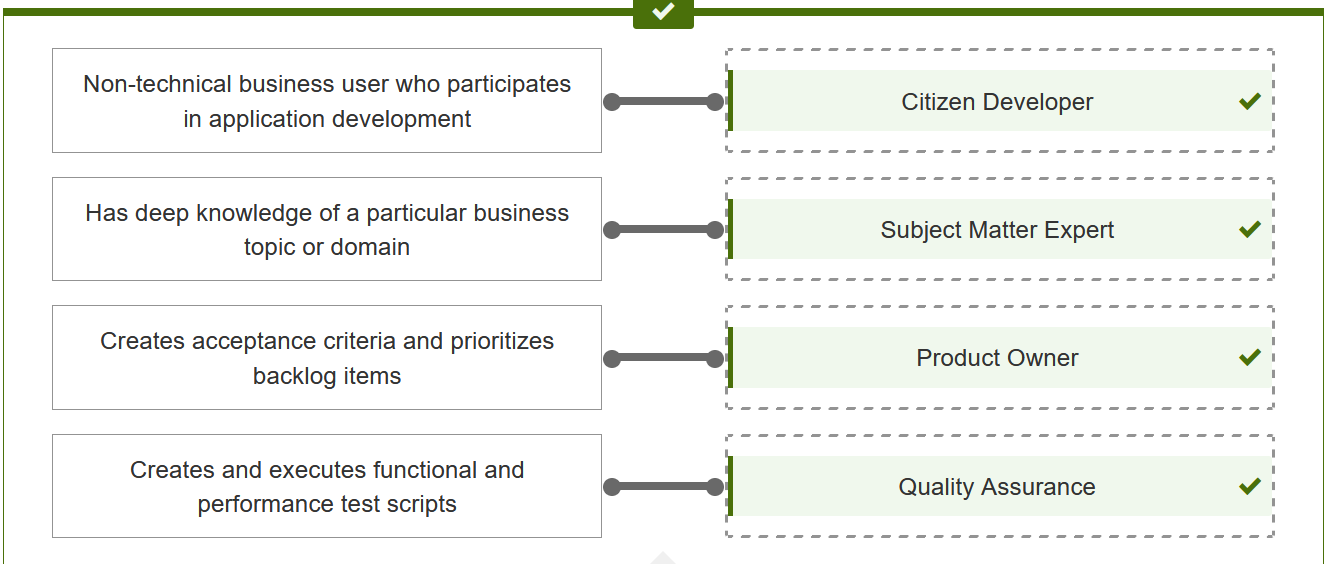 Non-technical business user who participates
in application development
Citizen Developer
Has deep knowledge of a particular business
topic or domain
Subject Matter Expert
Creates acceptance criteria and prioritizes
backlog items
Product Owner
Creates and executes functional and
performance test scripts
Quality Assurance